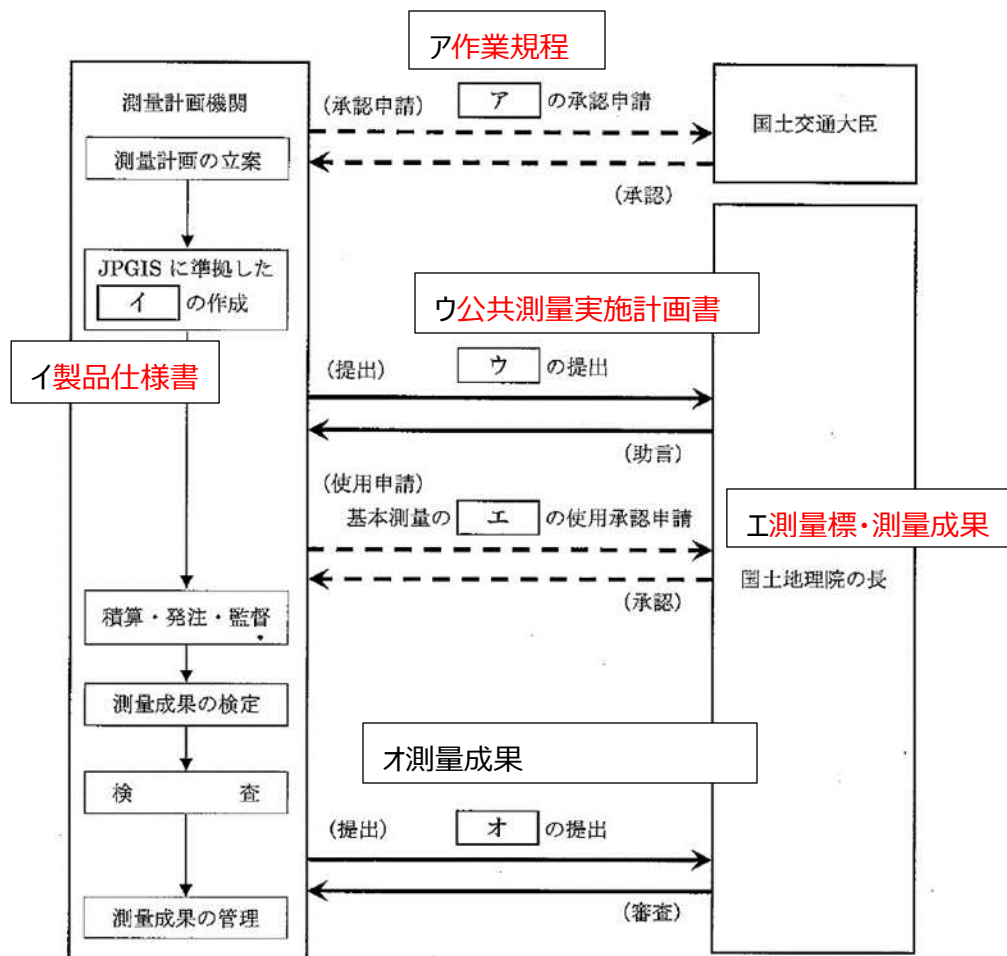 ア作業規程
測量計画機関
(承認申請) ア の承認申請
国土交通大臣
測量計画の立案
(承認)
JPGIS に準拠した
イ の作成
ウ公共測量実施計画書
イ製品仕様書
(提出) ウ の提出
(助言)
(使用申請)
基本測量の エ の使用承認申請
エ測量標・測量成果
国土地理院の長
(承認)
積算・発注・監督
測量成果の検定
オ測量成果
検 査
(提出) オ の提出
(審査)
測量成果の管理